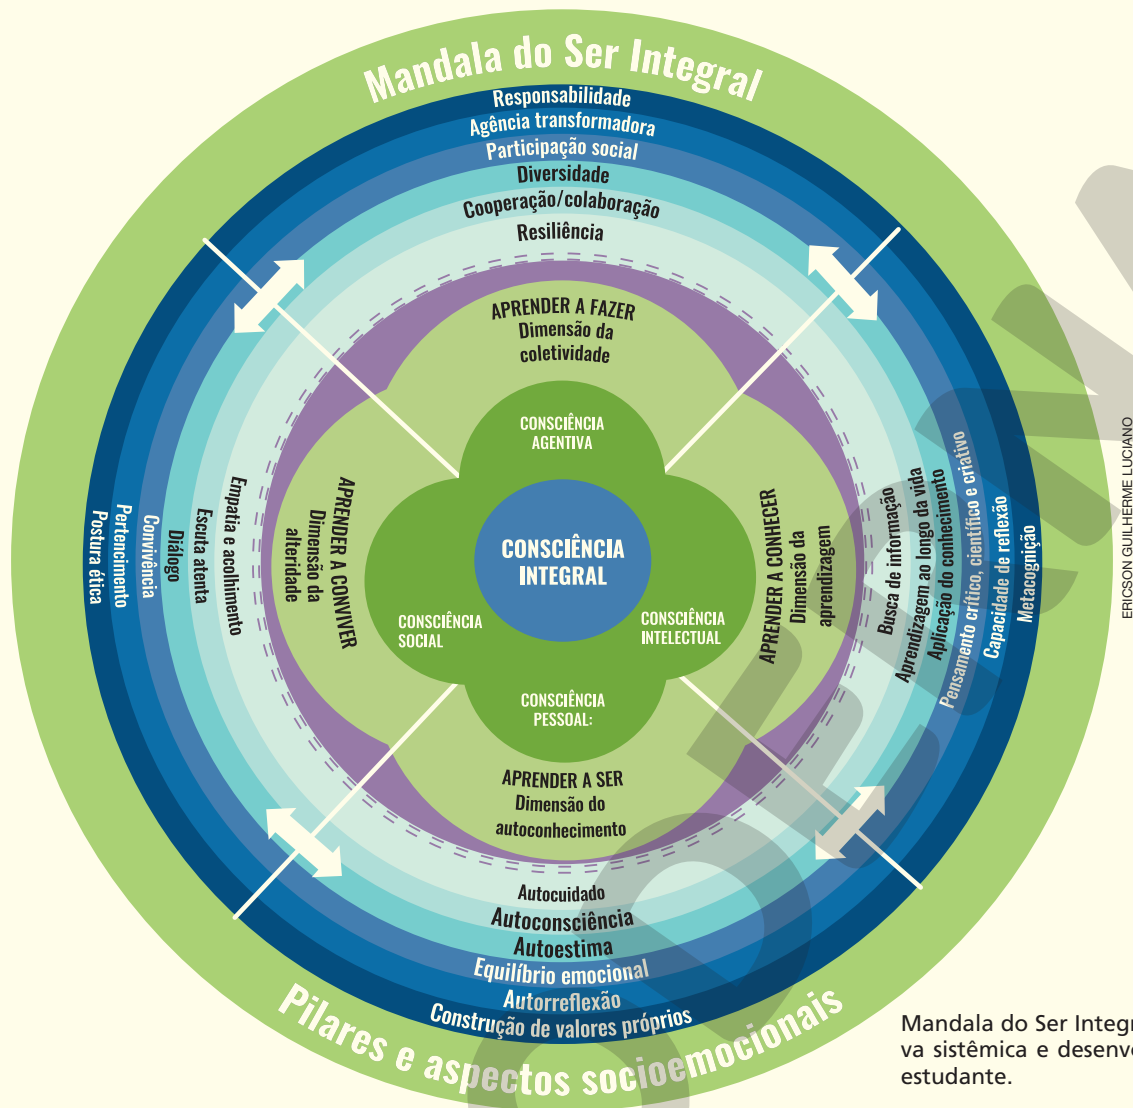 Mandala do Ser Integral
Responsabilidade
Agência transformadora
Participação social
Diversidade
Cooperação/colaboração
Resiliência
APRENDER A FAZER
Dimensão da
coletividade
CONSCIÊNCIA
AGENTIVA
Postura ética
Pertencimento
Convivência
Diálogo
Escuta atenta
Empatia e acolhimento
APRENDER A CONVIVER
Dimensão da
alteridade
CONSCIÊNCIA
SOCIAL
CONSCIÊNCIA
INTEGRAL
CONSCIÊNCIA
INTELECTUAL
APRENDER A CONHECER
Dimensão da
aprendizagem
Busca de informação
Aprendizagem ao longo da vida
Aplicação do conhecimento
Pensamento crítico, científico e criativo
Capacidade de reflexão
Metacognição
CONSCIÊNCIA
PESSOAL:
APRENDER A SER
Dimensão do
autoconhecimento
Autocuidado
Autoconsciência
Autoestima
Equilíbrio emocional
Autorreflexão
Construção de valores próprios
Pilares e aspectos socioemocionais
ERICSON GUILHERME LUCIANO
Mandala do Ser Integr
va sistêmica e desenv
estudante.